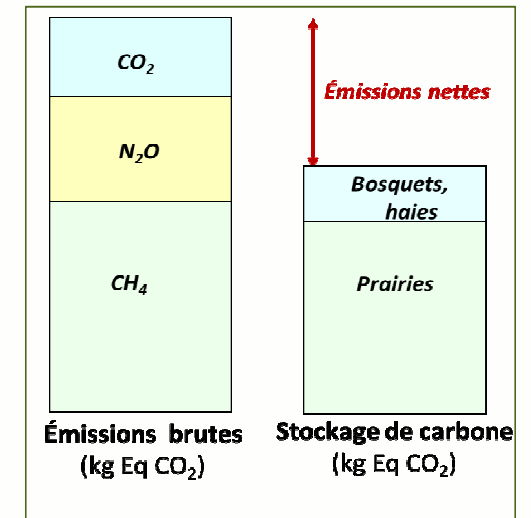 CO₂
N₂O
CH₄
Émissions brutes
(kg Eq CO₂)
Émissions nettes
Bosquets,
haies
Prairies
Stockage de carbone
(kg Eq CO₂)